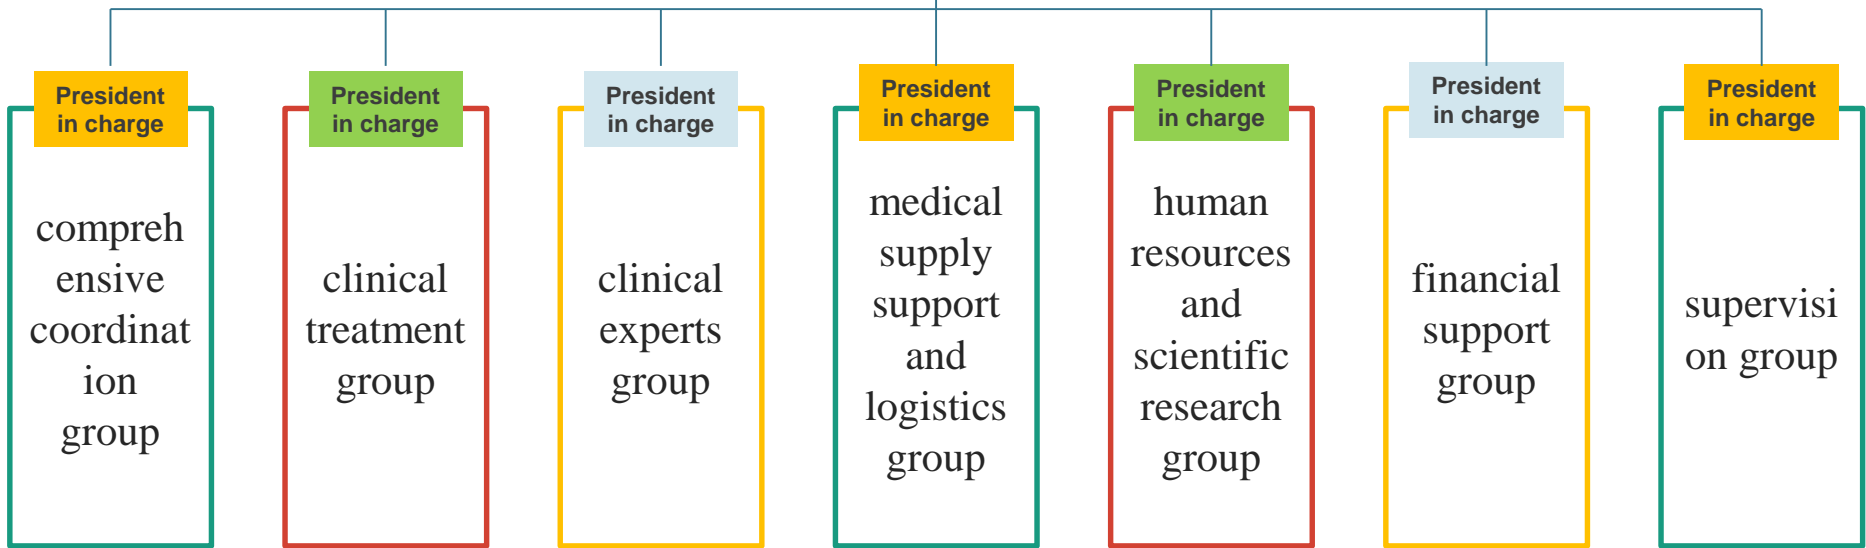 President
in charge
compreh
ensive
coordinat
ion
group
President
in charge
clinical
treatment
group
President
in charge
clinical
experts
group
President
in charge
medical
supply
support
and
logistics
group
President
in charge
human
resources
and
scientific
research
group
President
in charge
financial
support
group
President
in charge
supervisi
on group